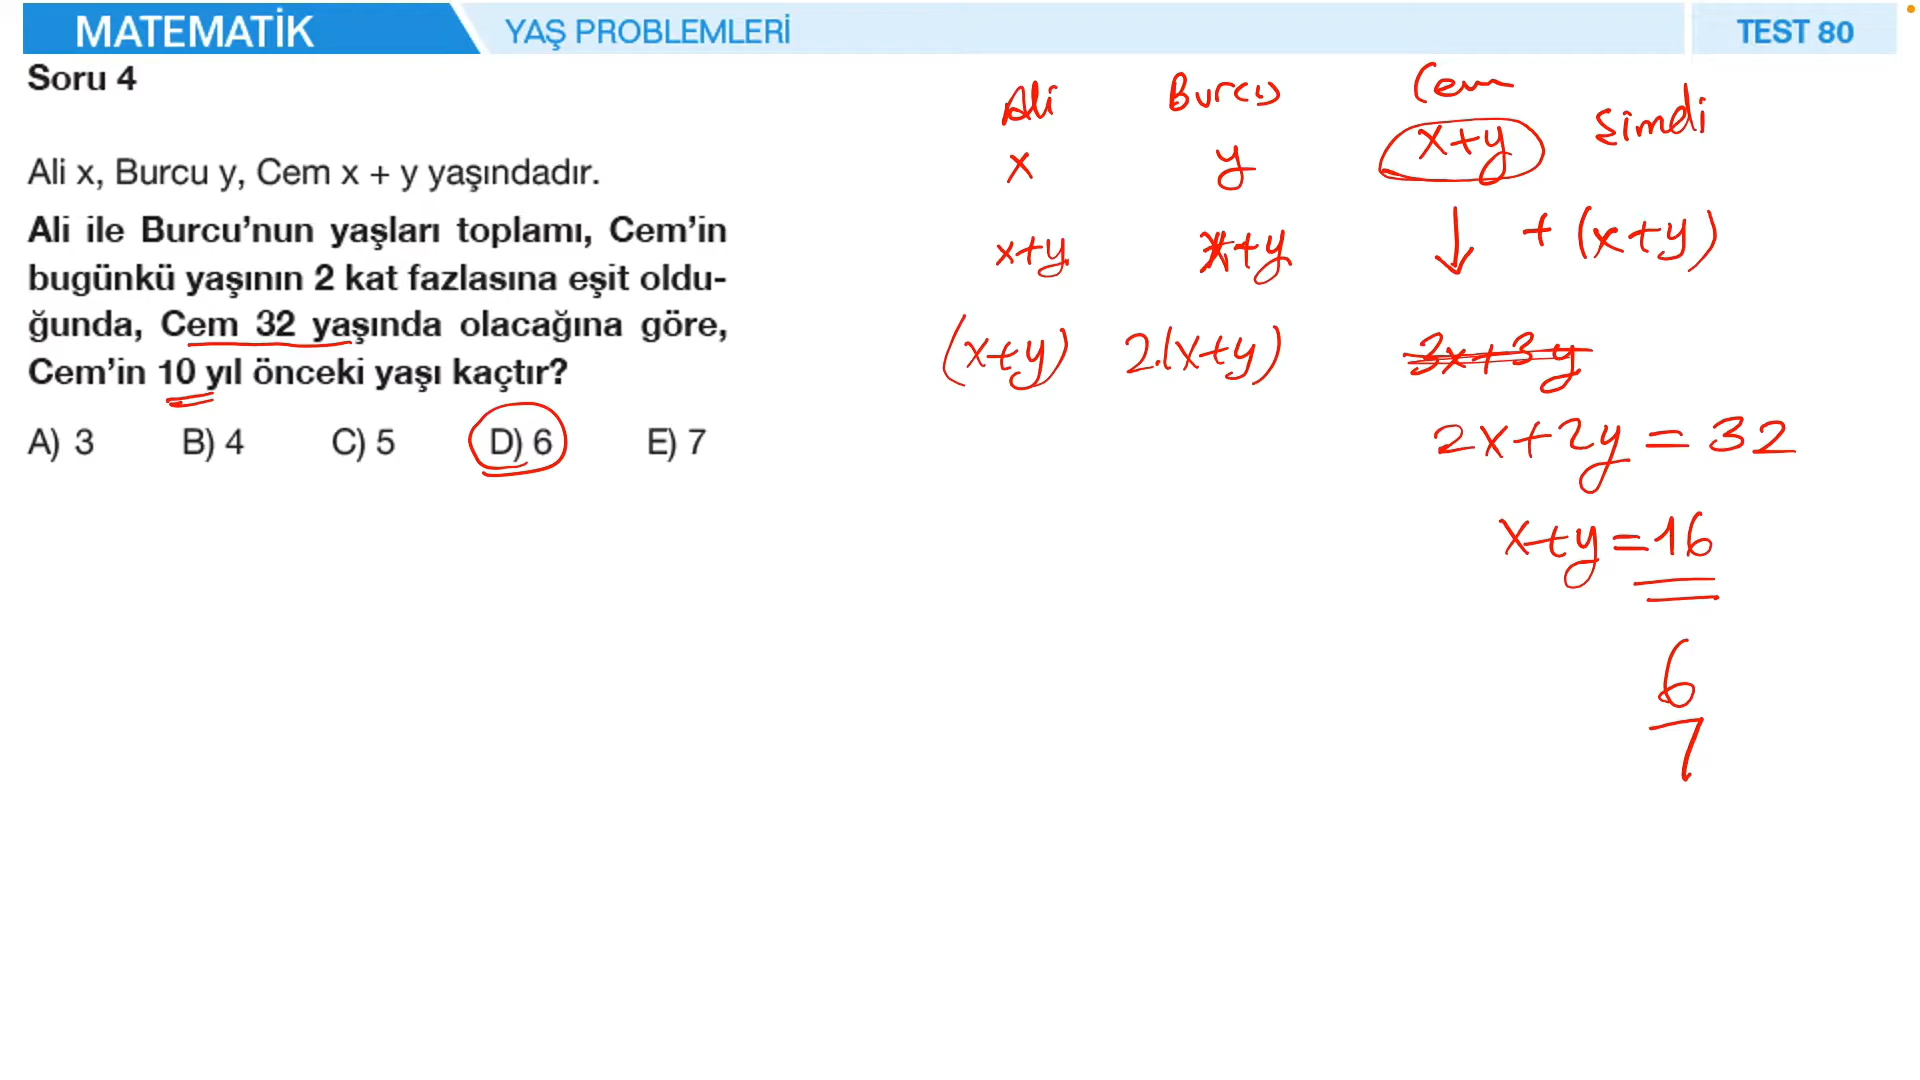 MATEMATİK YAŞ PROBLEMLERİ TEST 80
Soru 4
Ali x, Burcu y, Cem x + y yaşındadır.
Ali ile Burcu’nun yaşları toplamı, Cem’in
bugünkü yaşının 2 kat fazlasına eşit oldu-
ğunda, Cem 32 yaşında olacağına göre,
Cem’in 10 yıl önceki yaşı kaçtır?
A) 3 B) 4 C) 5 D) 6 E) 7
Ali Burcu Cem
x y x+y şimdi
x+y x+y + (x+y)
(x+y) 2.(x+y) 3x+3y
2x+2y = 32
x+y = 16
6
7